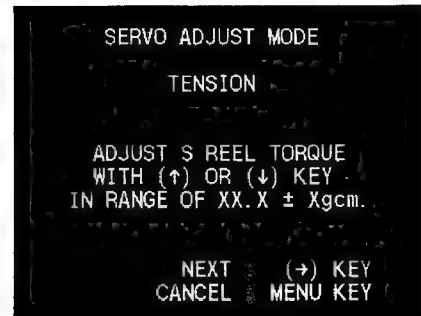 SERVO ADJUST MODE
TENSION
ADJUST S REEL TORQUE
WITH (↑) OR (↓) KEY
IN RANGE OF XX.X ± Xgcm.
NEXT (→) KEY
CANCEL MENU KEY